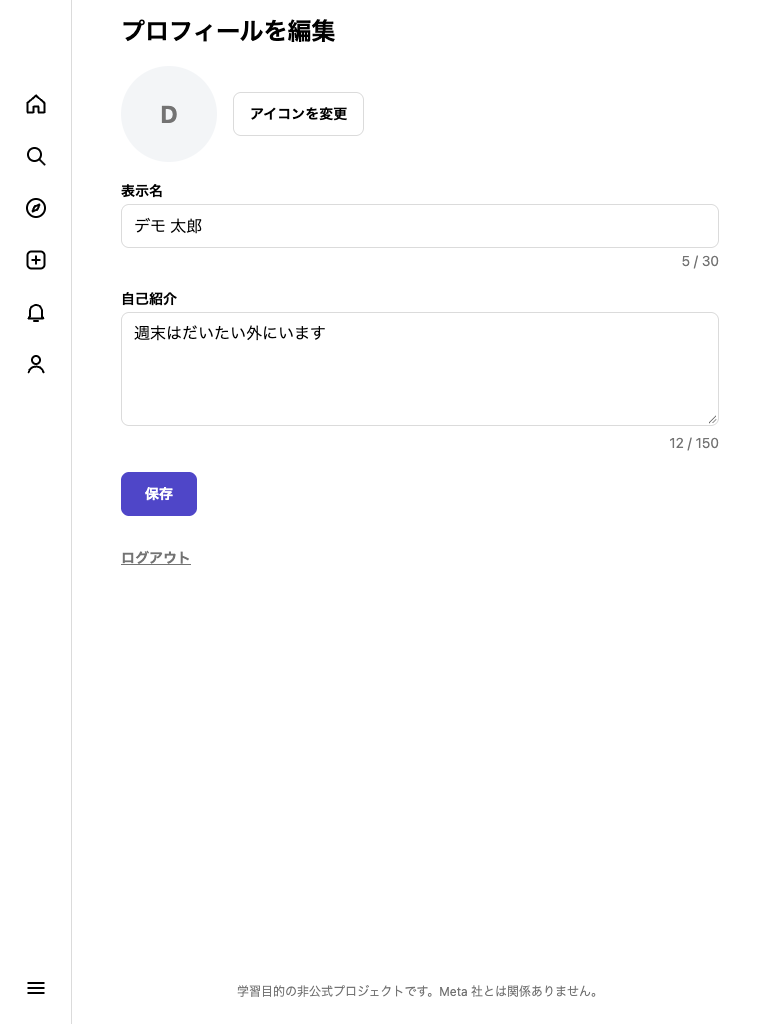 プロフィールを編集
D
アイコンを変更
表示名
デモ 太郎
5 / 30
自己紹介
週末はだいたい外にいます
12 / 150
保存
ログアウト
学習目的の非公式プロジェクトです。Meta 社とは関係ありません。